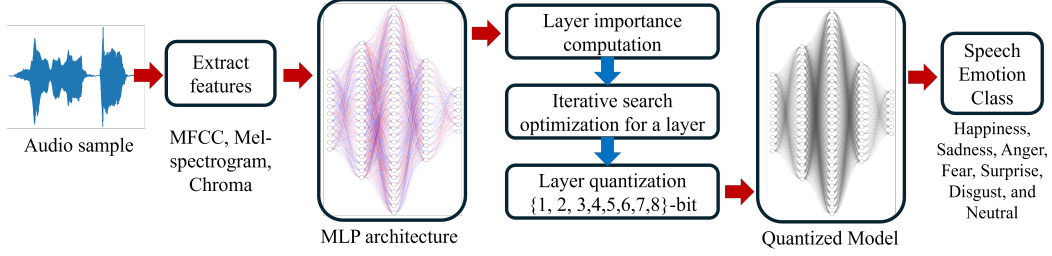 Audio sample
Extract
features
MFCC, Mel-
spectrogram,
Chroma
MLP architecture
Layer importance
computation
Iterative search
optimization for a layer
Layer quantization
{1, 2, 3,4,5,6,7,8}-bit
Quantized Model
Speech
Emotion
Class
Happiness,
Sadness, Anger,
Fear, Surprise,
Disgust, and
Neutral